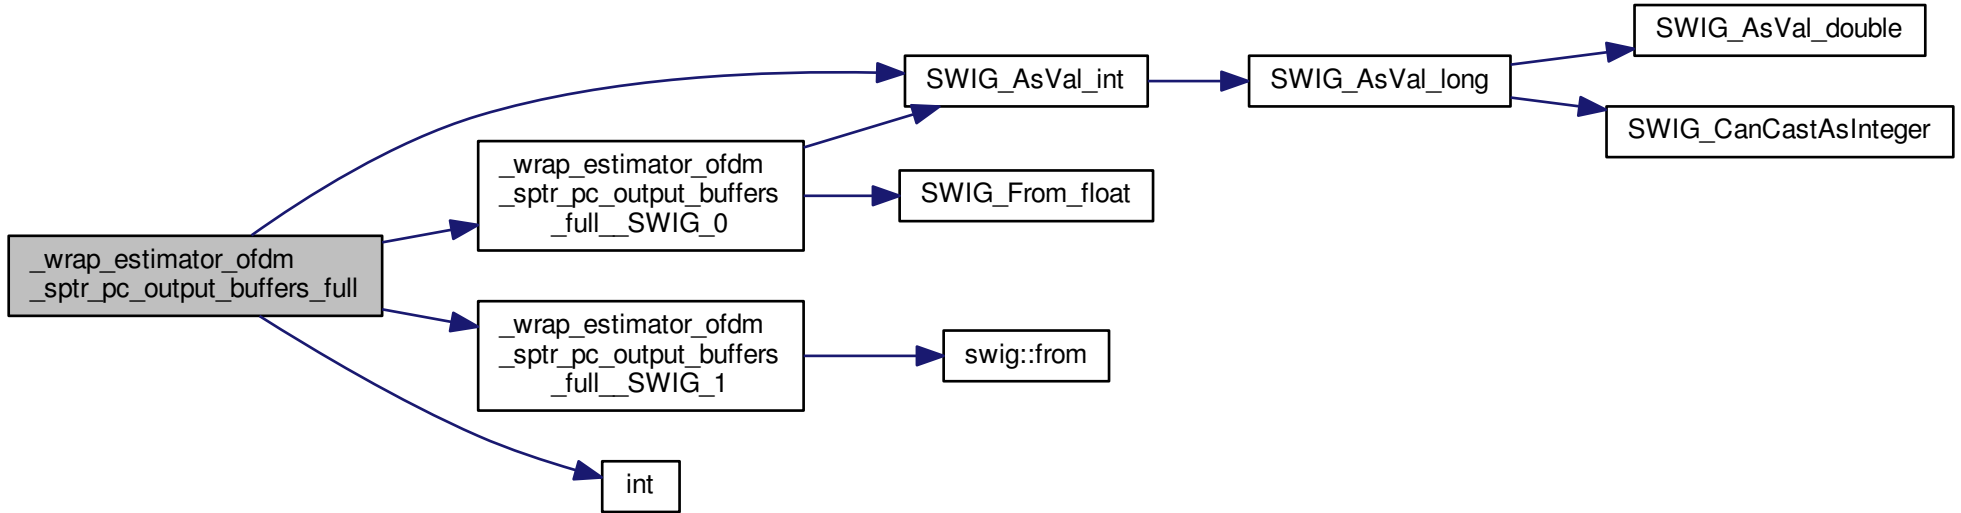 _wrap_estimator_ofdm
_sptr_pc_output_buffers_full
_wrap_estimator_ofdm
_sptr_pc_output_buffers
_full__SWIG_0
_wrap_estimator_ofdm
_sptr_pc_output_buffers
_full__SWIG_1
int
SWIG_AsVal_int
SWIG_From_float
swig::from
SWIG_AsVal_long
SWIG_AsVal_double
SWIG_CanCastAsInteger